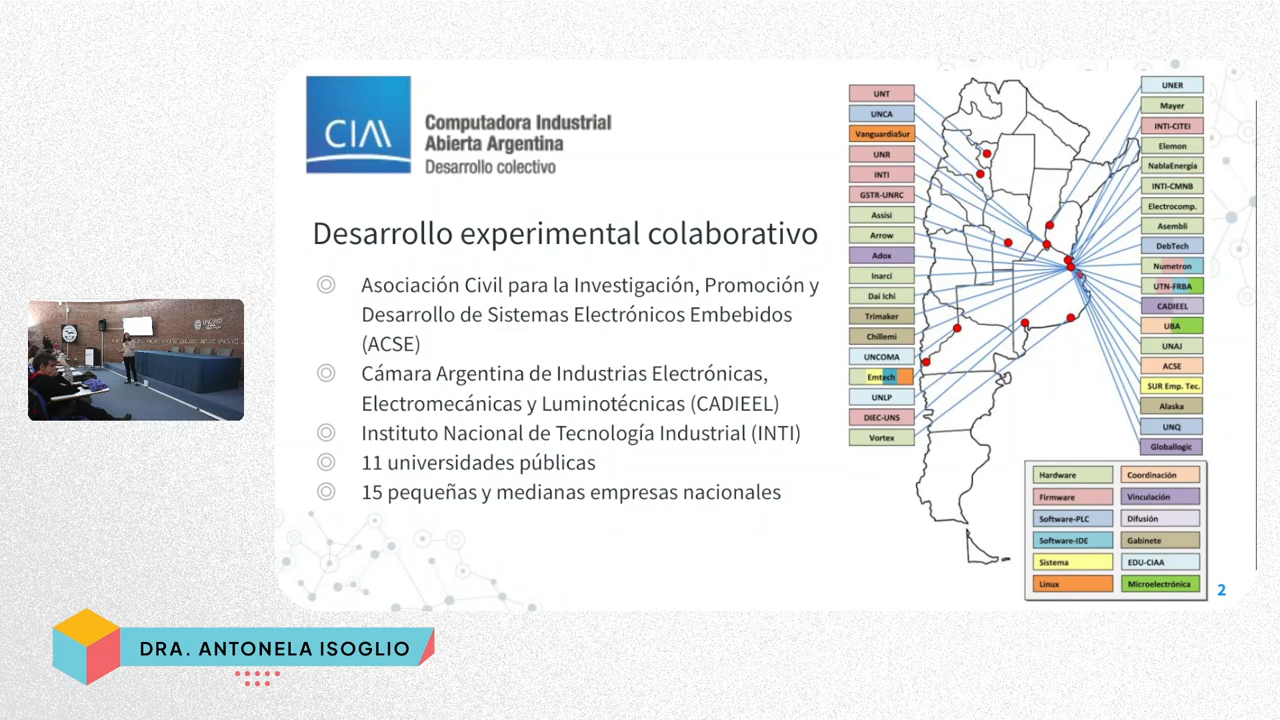 CIAA
Computadora Industrial
Abierta Argentina
Desarrollo colectivo
Desarrollo experimental colaborativo
Asociación Civil para la Investigación, Promoción y
Desarrollo de Sistemas Electrónicos Embebidos
(ACSE)
Cámara Argentina de Industrias Electrónicas,
Electromecánicas y Luminotécnicas (CADIEEL)
Instituto Nacional de Tecnología Industrial (INTI)
11 universidades públicas
15 pequeñas y medianas empresas nacionales
UNT
UNCA
VanguardiaSur
UNR
INTI
GSTR-UNRC
Assisi
Arrow
Adox
Inarci
Dai Ichi
Trimaker
Chillemi
UNCOMA
Emtech
UNLP
DIEC-UNS
Vortex
UNER
Mayer
INTI-CITEI
Elemon
NablaEnergía
INTI-CMNB
Electrocomp.
Asembli
DebTech
Numetron
UTN-FRBA
CADIEEL
UBA
UNAJ
ACSE
SUR Emp. Tec.
Alaska
UNQ
Globallogic
Hardware
Coordinación
Firmware
Vinculación
Software-PLC
Difusión
Software-IDE
Gabinete
Sistema
EDU-CIAA
Linux
Microelectrónica
2
DRA. ANTONELA ISOGLIO